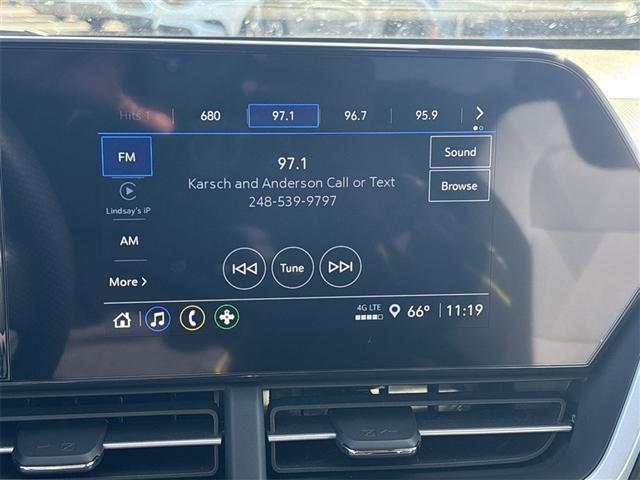 Hits 1 680 97.1 96.7 95.9
FM
97.1
Sound
Karsch and Anderson Call or Text
248-539-9797
Browse
Lindsay's iP
AM
Tune
More
4G LTE
66° 11:19